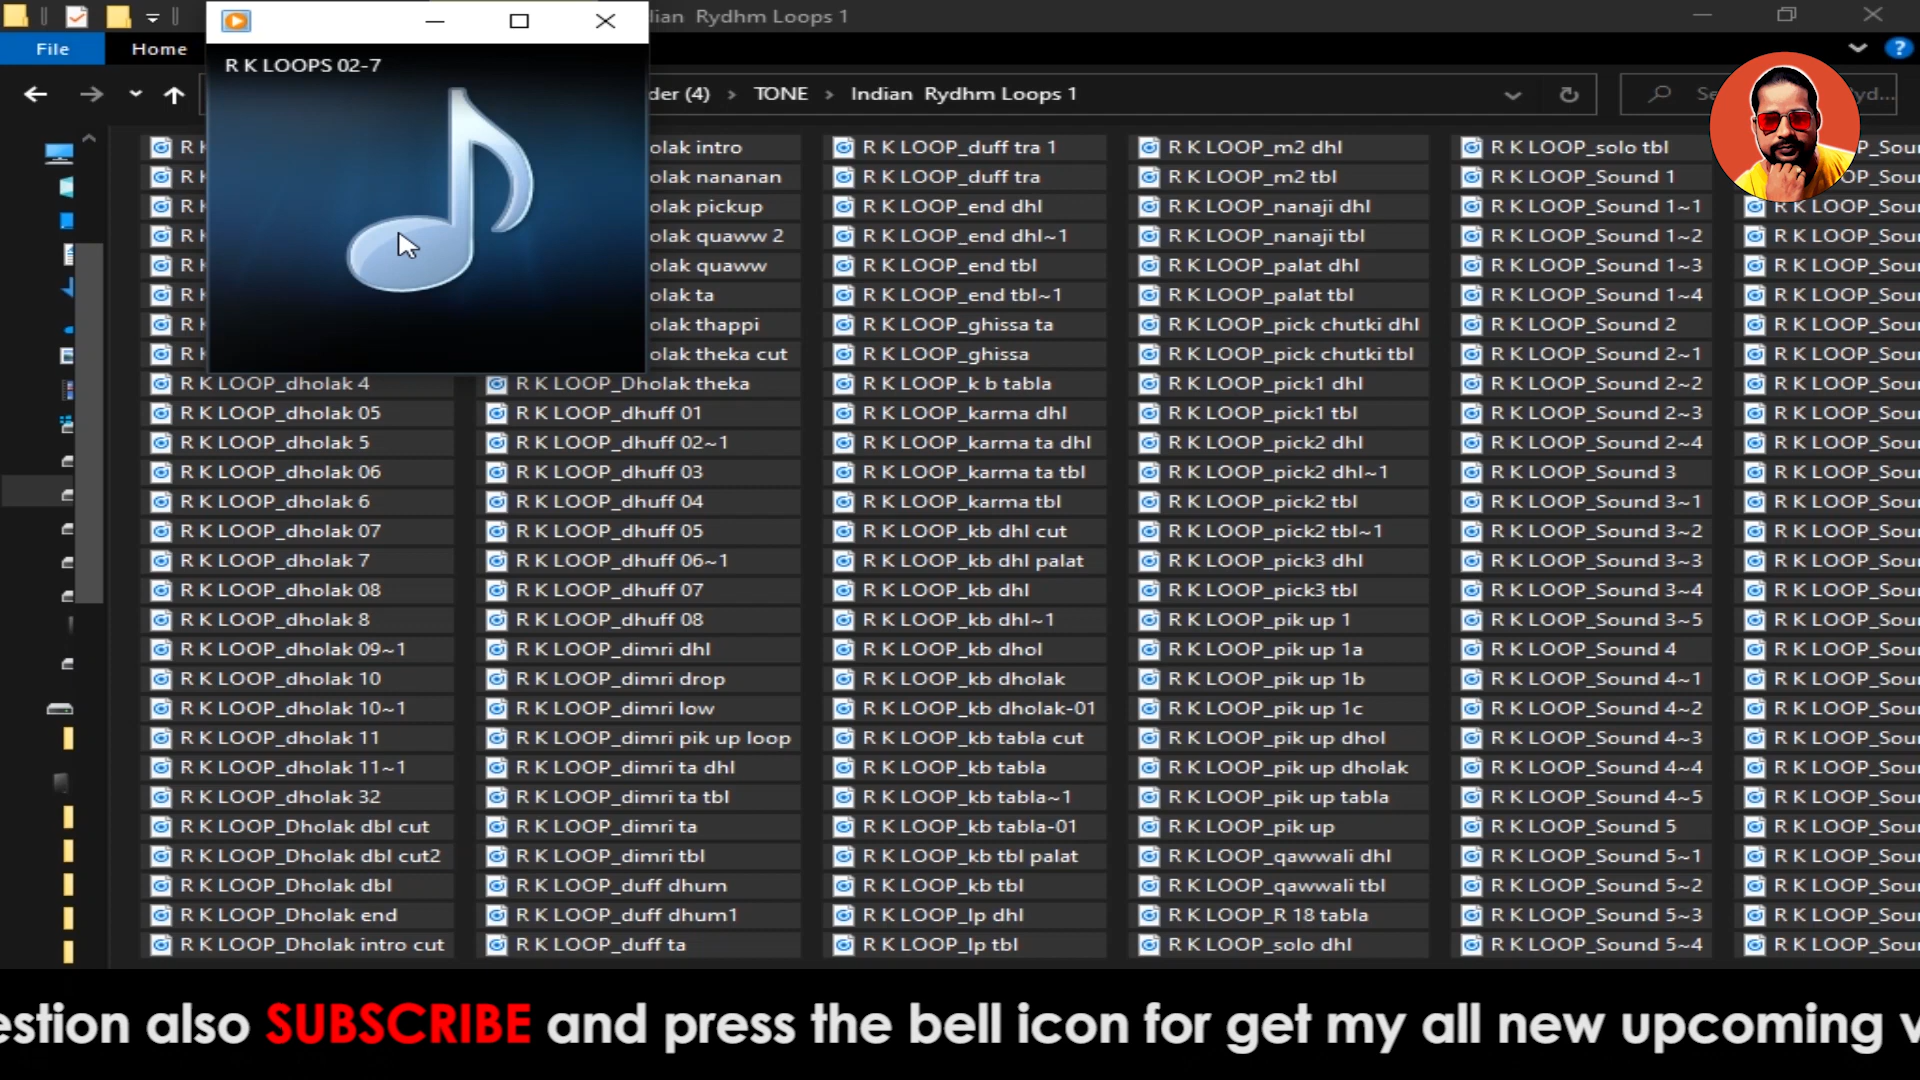 Indian Rydhm Loops 1
File
Home
R K LOOPS 02-7
der (4) > TONE > Indian Rydhm Loops 1
olak intro
olak nananan
olak pickup
olak quaww 2
olak quaww
olak ta
olak thappi
olak theka cut
R K LOOP_dholak 4
R K LOOP_dholak 05
R K LOOP_dholak 5
R K LOOP_dholak 06
R K LOOP_dholak 6
R K LOOP_dholak 07
R K LOOP_dholak 7
R K LOOP_dholak 08
R K LOOP_dholak 8
R K LOOP_dholak 09~1
R K LOOP_dholak 10
R K LOOP_dholak 10~1
R K LOOP_dholak 11
R K LOOP_dholak 11~1
R K LOOP_dholak 32
R K LOOP_Dholak dbl cut
R K LOOP_Dholak dbl cut2
R K LOOP_Dholak dbl
R K LOOP_Dholak end
R K LOOP_Dholak intro cut
R K LOOP_Dholak theka
R K LOOP_dhuff 01
R K LOOP_dhuff 02~1
R K LOOP_dhuff 03
R K LOOP_dhuff 04
R K LOOP_dhuff 05
R K LOOP_dhuff 06~1
R K LOOP_dhuff 07
R K LOOP_dhuff 08
R K LOOP_dimri dhl
R K LOOP_dimri drop
R K LOOP_dimri low
R K LOOP_dimri pik up loop
R K LOOP_dimri ta dhl
R K LOOP_dimri ta tbl
R K LOOP_dimri ta
R K LOOP_dimri tbl
R K LOOP_duff dhum
R K LOOP_duff dhum1
R K LOOP_duff ta
R K LOOP_duff tra 1
R K LOOP_duff tra
R K LOOP_end dhl
R K LOOP_end dhl~1
R K LOOP_end tbl
R K LOOP_end tbl~1
R K LOOP_ghissa ta
R K LOOP_ghissa
R K LOOP_k b tabla
R K LOOP_karma dhl
R K LOOP_karma ta dhl
R K LOOP_karma ta tbl
R K LOOP_karma tbl
R K LOOP_kb dhl cut
R K LOOP_kb dhl palat
R K LOOP_kb dhl
R K LOOP_kb dhl~1
R K LOOP_kb dhol
R K LOOP_kb dholak
R K LOOP_kb dholak-01
R K LOOP_kb tabla cut
R K LOOP_kb tabla
R K LOOP_kb tabla~1
R K LOOP_kb tabla-01
R K LOOP_kb tbl palat
R K LOOP_kb tbl
R K LOOP_lp dhl
R K LOOP_lp tbl
R K LOOP_m2 dhl
R K LOOP_m2 tbl
R K LOOP_nanaji dhl
R K LOOP_nanaji tbl
R K LOOP_palat dhl
R K LOOP_palat tbl
R K LOOP_pick chutki dhl
R K LOOP_pick chutki tbl
R K LOOP_pick1 dhl
R K LOOP_pick1 tbl
R K LOOP_pick2 dhl
R K LOOP_pick2 dhl~1
R K LOOP_pick2 tbl
R K LOOP_pick2 tbl~1
R K LOOP_pick3 dhl
R K LOOP_pick3 tbl
R K LOOP_pik up 1
R K LOOP_pik up 1a
R K LOOP_pik up 1b
R K LOOP_pik up 1c
R K LOOP_pik up dhol
R K LOOP_pik up dholak
R K LOOP_pik up tabla
R K LOOP_pik up
R K LOOP_qawwali dhl
R K LOOP_qawwali tbl
R K LOOP_R 18 tabla
R K LOOP_solo dhl
R K LOOP_solo tbl
R K LOOP_Sound 1
R K LOOP_Sound 1~1
R K LOOP_Sound 1~2
R K LOOP_Sound 1~3
R K LOOP_Sound 1~4
R K LOOP_Sound 2
R K LOOP_Sound 2~1
R K LOOP_Sound 2~2
R K LOOP_Sound 2~3
R K LOOP_Sound 2~4
R K LOOP_Sound 3
R K LOOP_Sound 3~1
R K LOOP_Sound 3~2
R K LOOP_Sound 3~3
R K LOOP_Sound 3~4
R K LOOP_Sound 3~5
R K LOOP_Sound 4
R K LOOP_Sound 4~1
R K LOOP_Sound 4~2
R K LOOP_Sound 4~3
R K LOOP_Sound 4~4
R K LOOP_Sound 4~5
R K LOOP_Sound 5
R K LOOP_Sound 5~1
R K LOOP_Sound 5~2
R K LOOP_Sound 5~3
R K LOOP_Sound 5~4
estion also SUBSCRIBE and press the bell icon for get my all new upcoming v